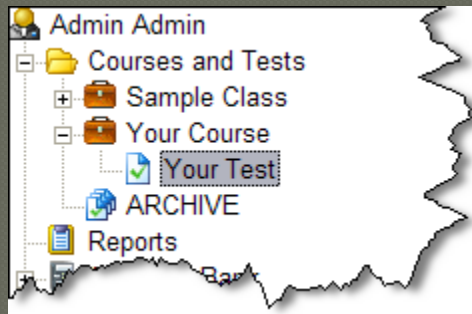 Admin Admin
Courses and Tests
Sample Class
Your Course
Your Test
ARCHIVE
Reports